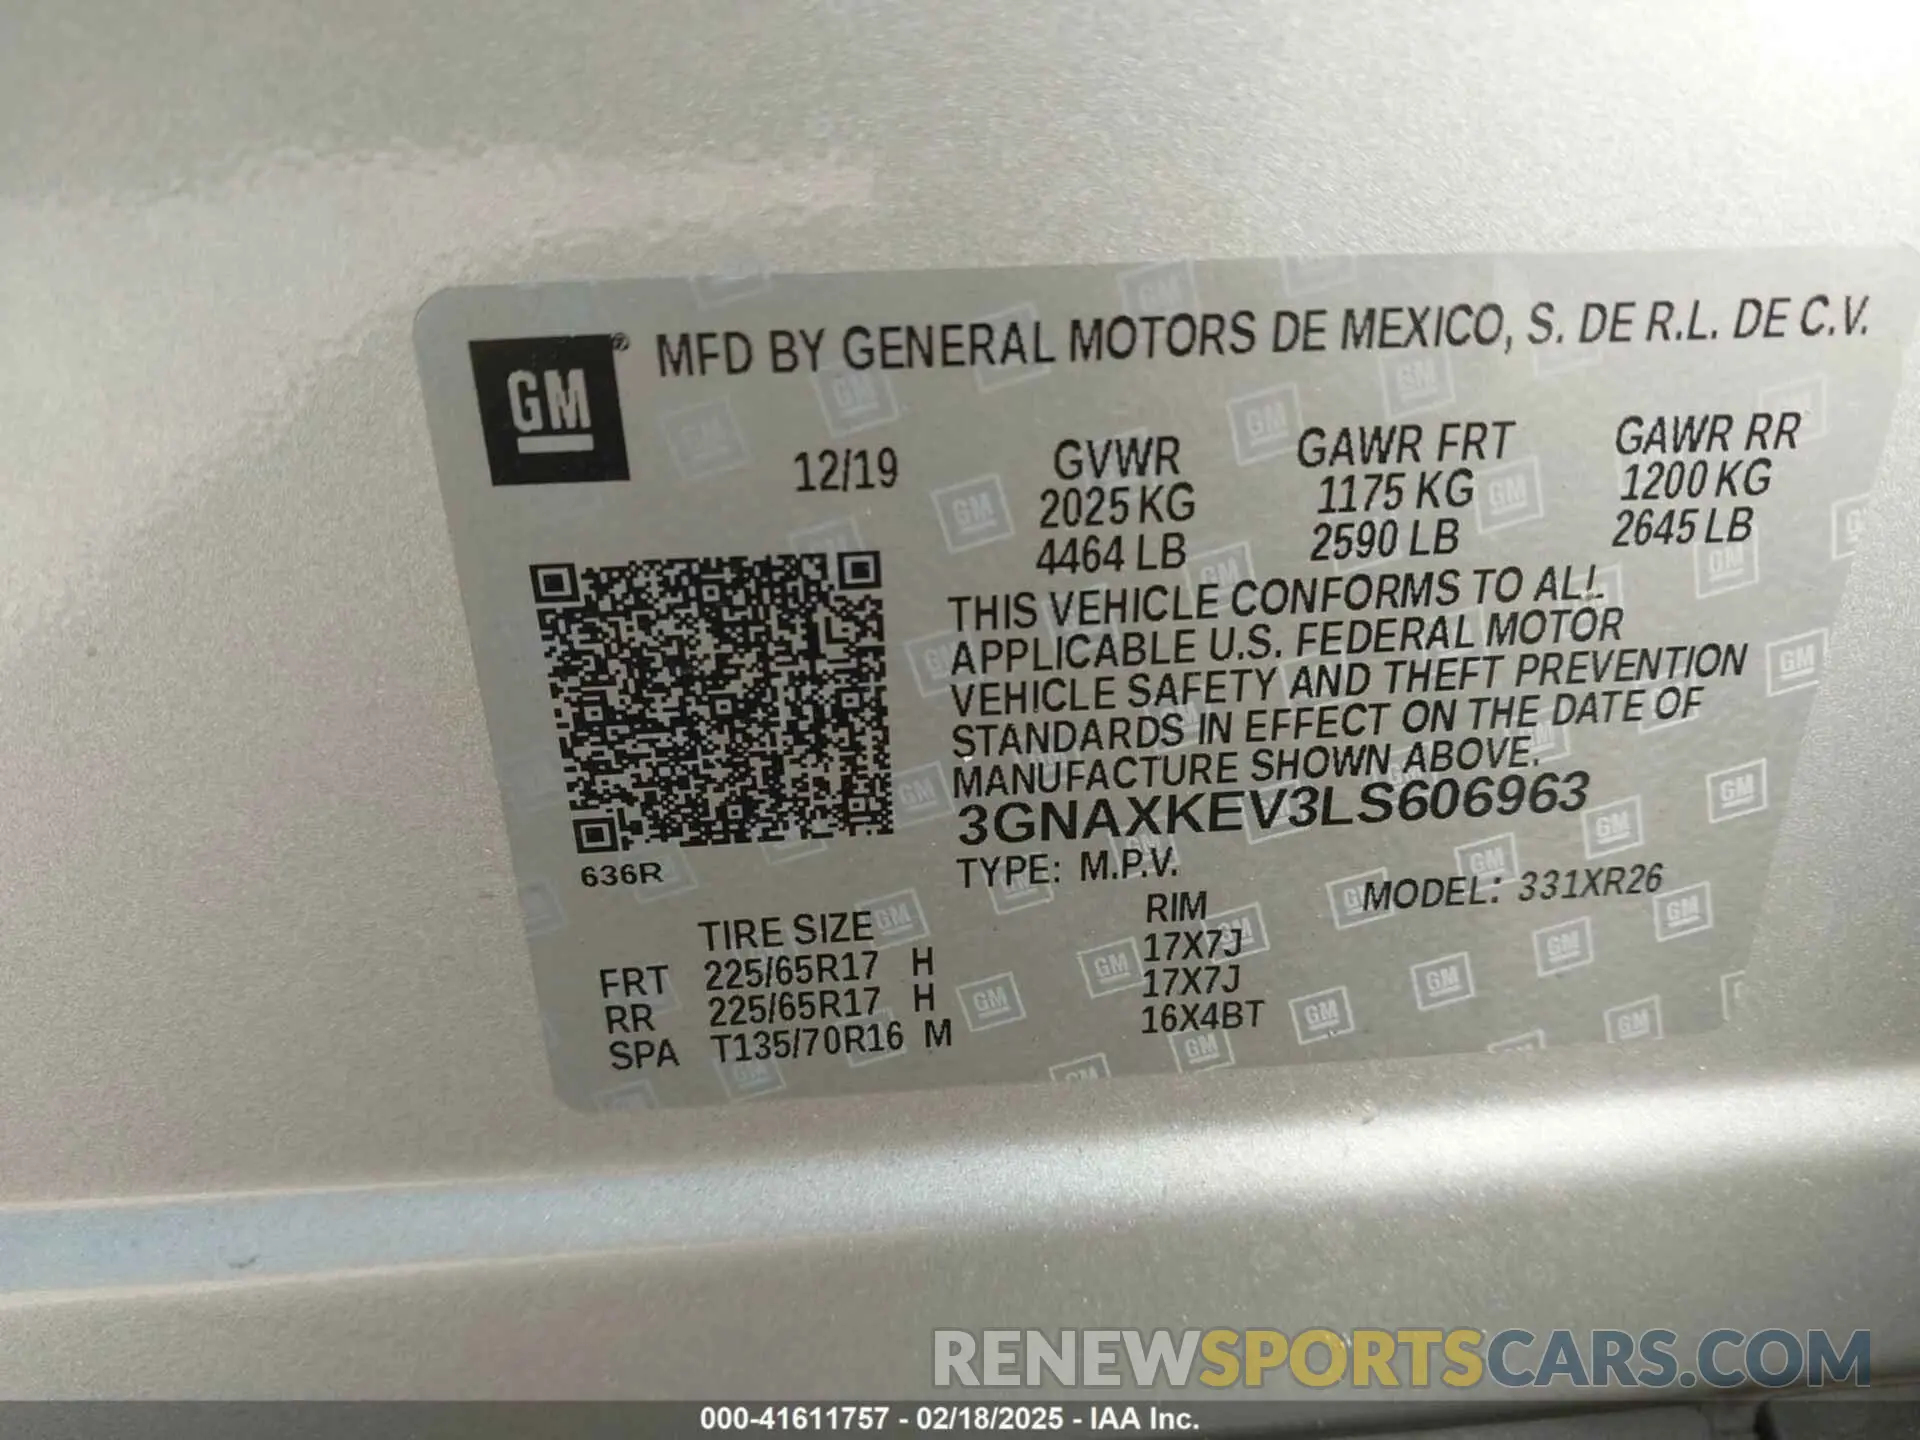 GM ® MFD BY GENERAL MOTORS DE MEXICO, S. DE R.L. DE C.V.
12/19 GVWR GAWR FRT GAWR RR
2025 KG 1175 KG 1200 KG
4464 LB 2590 LB 2645 LB
THIS VEHICLE CONFORMS TO ALL
APPLICABLE U.S. FEDERAL MOTOR
VEHICLE SAFETY AND THEFT PREVENTION
STANDARDS IN EFFECT ON THE DATE OF
MANUFACTURE SHOWN ABOVE.
3GNAXKEV3LS606963
636R
TYPE: M.P.V. MODEL: 331XR26
TIRE SIZE RIM
FRT 225/65R17 H 17X7J
RR 225/65R17 H 17X7J
SPA T135/70R16 M 16X4BT
RENEWSPORTSCARS.COM
000-41611757 - 02/18/2025 - IAA Inc.